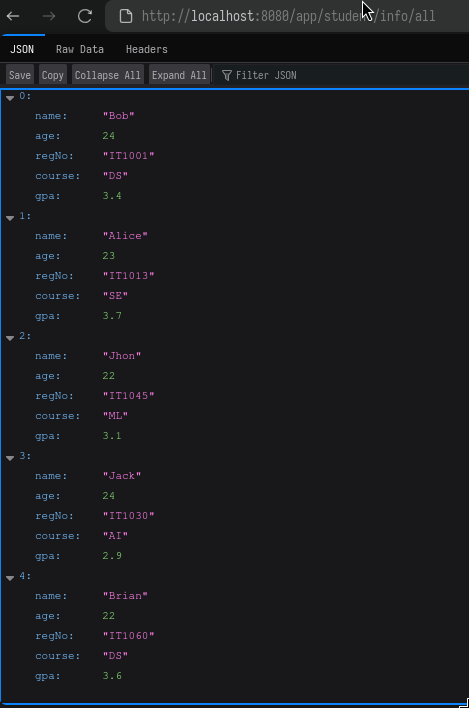 http://localhost:8080/app/student/info/all
JSON Raw Data Headers
Save Copy Collapse All Expand All Filter JSON
0:
name: "Bob"
age: 24
regNo: "IT1001"
course: "DS"
gpa: 3.4
1:
name: "Alice"
age: 23
regNo: "IT1013"
course: "SE"
gpa: 3.7
2:
name: "Jhon"
age: 22
regNo: "IT1045"
course: "ML"
gpa: 3.1
3:
name: "Jack"
age: 24
regNo: "IT1030"
course: "AI"
gpa: 2.9
4:
name: "Brian"
age: 22
regNo: "IT1060"
course: "DS"
gpa: 3.6